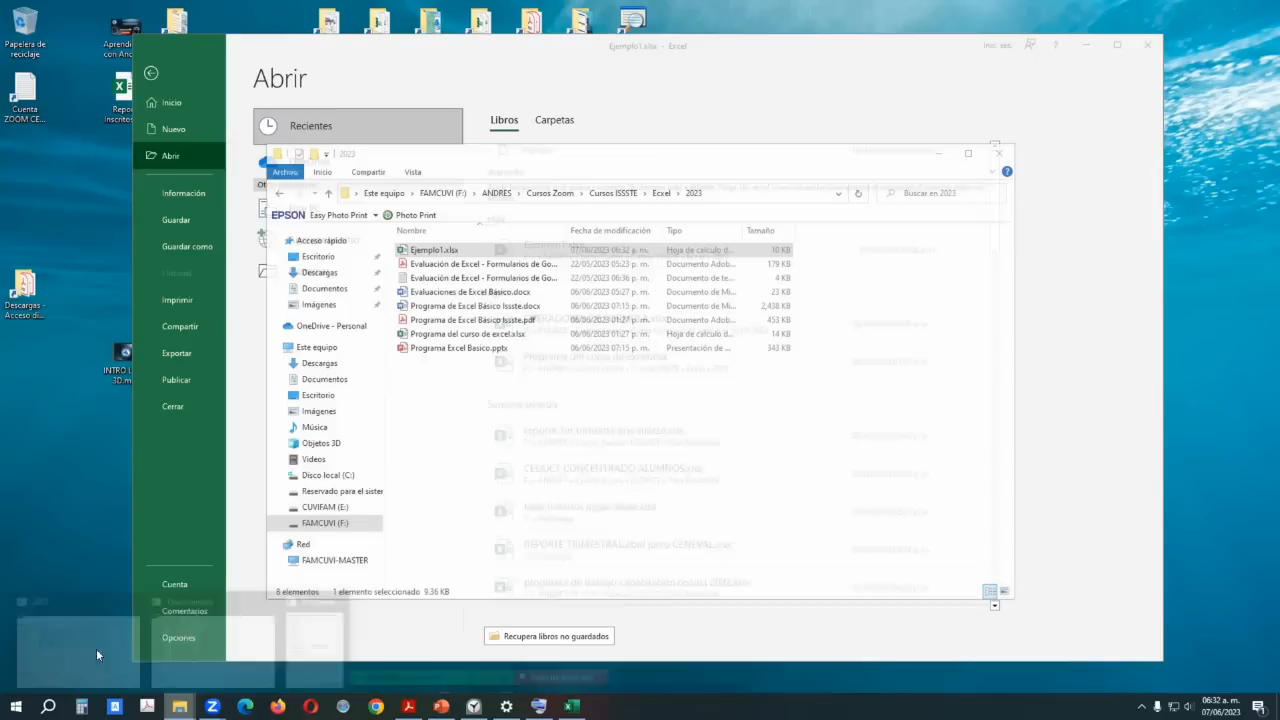 Papelera de
reciclaje
Cuenta
ZOOM CE...
Descargas -
Acceso di...
Ejemplo1.xlsx - Excel
Inic. ses.
?
Inicio
Nuevo
Abrir
Información
Guardar
Guardar como
Imprimir
Compartir
Exportar
Publicar
Cerrar
Cuenta
Comentarios
Opciones
Abrir
Recientes
Libros
Carpetas
2023
Archivo
Inicio
Compartir
Vista
Este equipo > FAMCUVI (F:) > ANDRES > Cursos Zoom > Cursos ISSSTE > Ecxel > 2023
Buscar en 2023
EPSON Easy Photo Print Photo Print
Acceso rápido
Escritorio
Descargas
Documentos
Imágenes
OneDrive - Personal
Este equipo
Descargas
Documentos
Escritorio
Imágenes
Música
Objetos 3D
Vídeos
Disco local (C:)
Reservado para el sister
CUVIFAM (E:)
FAMCUVI (F:)
Red
FAMCUVI-MASTER
Nombre Fecha de modificación Tipo Tamaño
Ejemplo1.xlsx 07/06/2023 06:32 a. m. Hoja de cálculo d... 10 KB
Evaluación de Excel - Formularios de Go... 22/05/2023 05:23 p. m. Documento Adob... 179 KB
Evaluación de Excel - Formularios de Go... 22/05/2023 06:36 p. m. Documento de te... 4 KB
Evaluaciones de Excel Básico.docx 06/06/2023 05:27 p. m. Documento de Mi... 23 KB
Programa de Excel Básico Issste.docx 06/06/2023 07:15 p. m. Documento de Mi... 2,438 KB
Programa de Excel Básico Issste.pdf 06/06/2023 01:27 p. m. Documento Adob... 453 KB
Programa del curso de excel.xlsx 06/06/2023 01:27 p. m. Hoja de cálculo d... 14 KB
Programa Excel Basico.pptx 06/06/2023 07:15 p. m. Presentación de ... 343 KB
8 elementos 1 elemento seleccionado 9.36 KB
Recupera libros no guardados
06:32 a. m.
07/06/2023